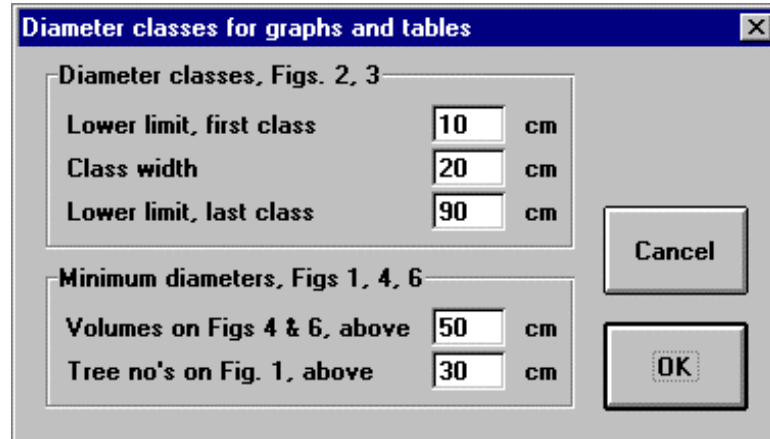 Diameter classes for graphs and tables
Diameter classes, Figs. 2, 3
Lower limit, first class 10 cm
Class width 20 cm
Lower limit, last class 90 cm
Cancel
Minimum diameters, Figs 1, 4, 6
Volumes on Figs 4 & 6, above 50 cm
Tree no's on Fig. 1, above 30 cm
OK